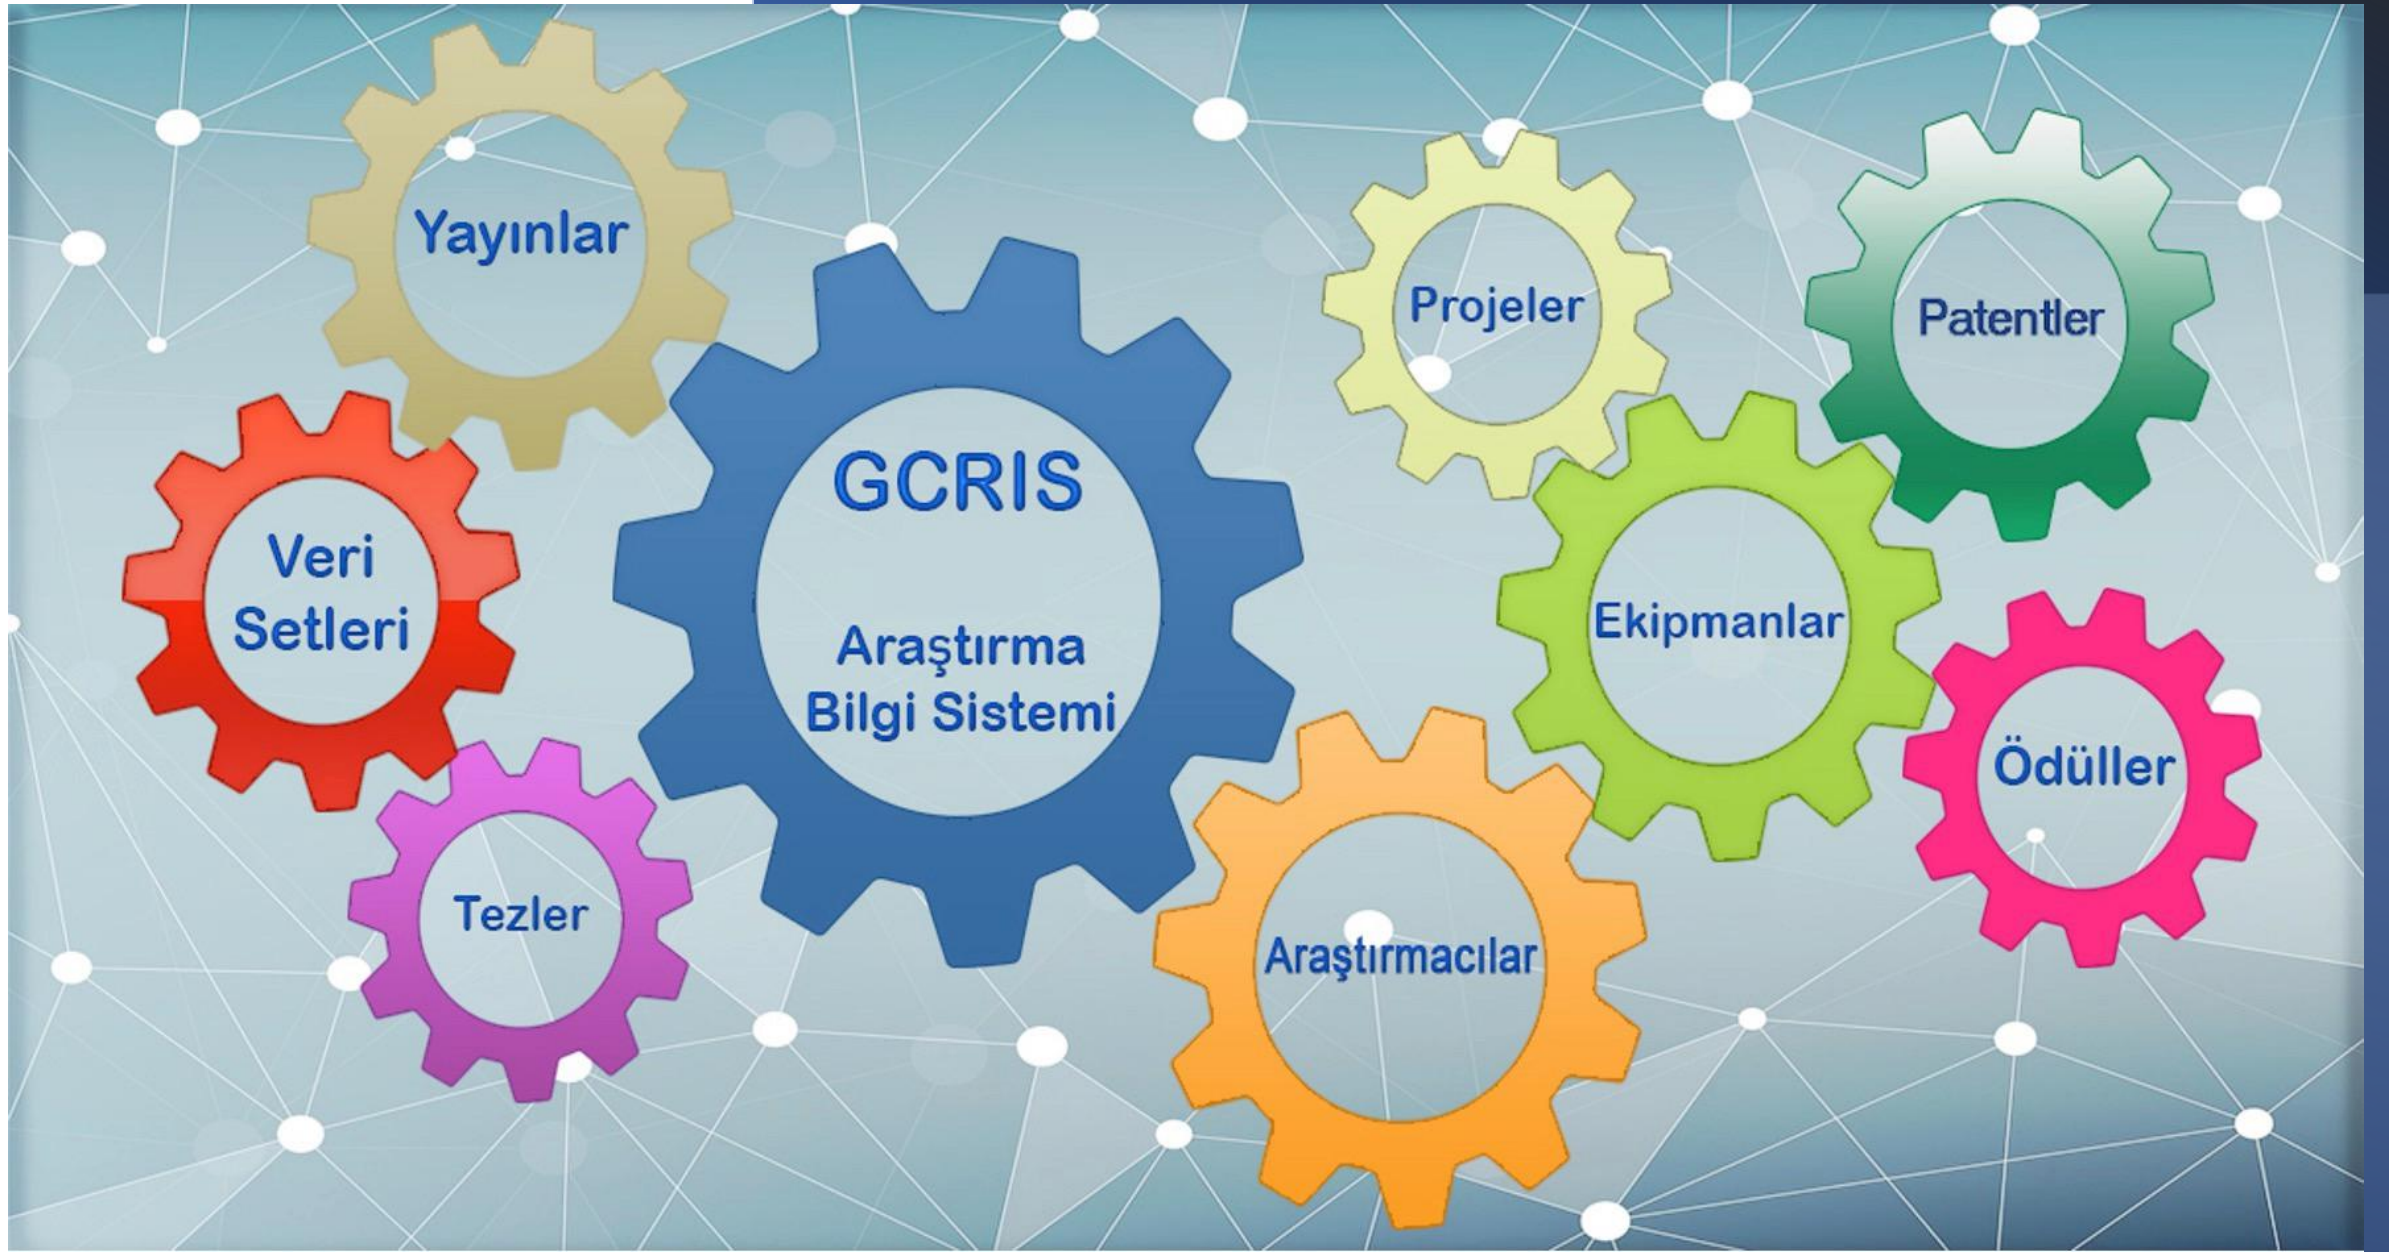 Yayınlar
Veri
Setleri
Tezler
GCRIS
Araştırma
Bilgi Sistemi
Projeler
Patentler
Ekipmanlar
Ödüller
Araştırmacılar